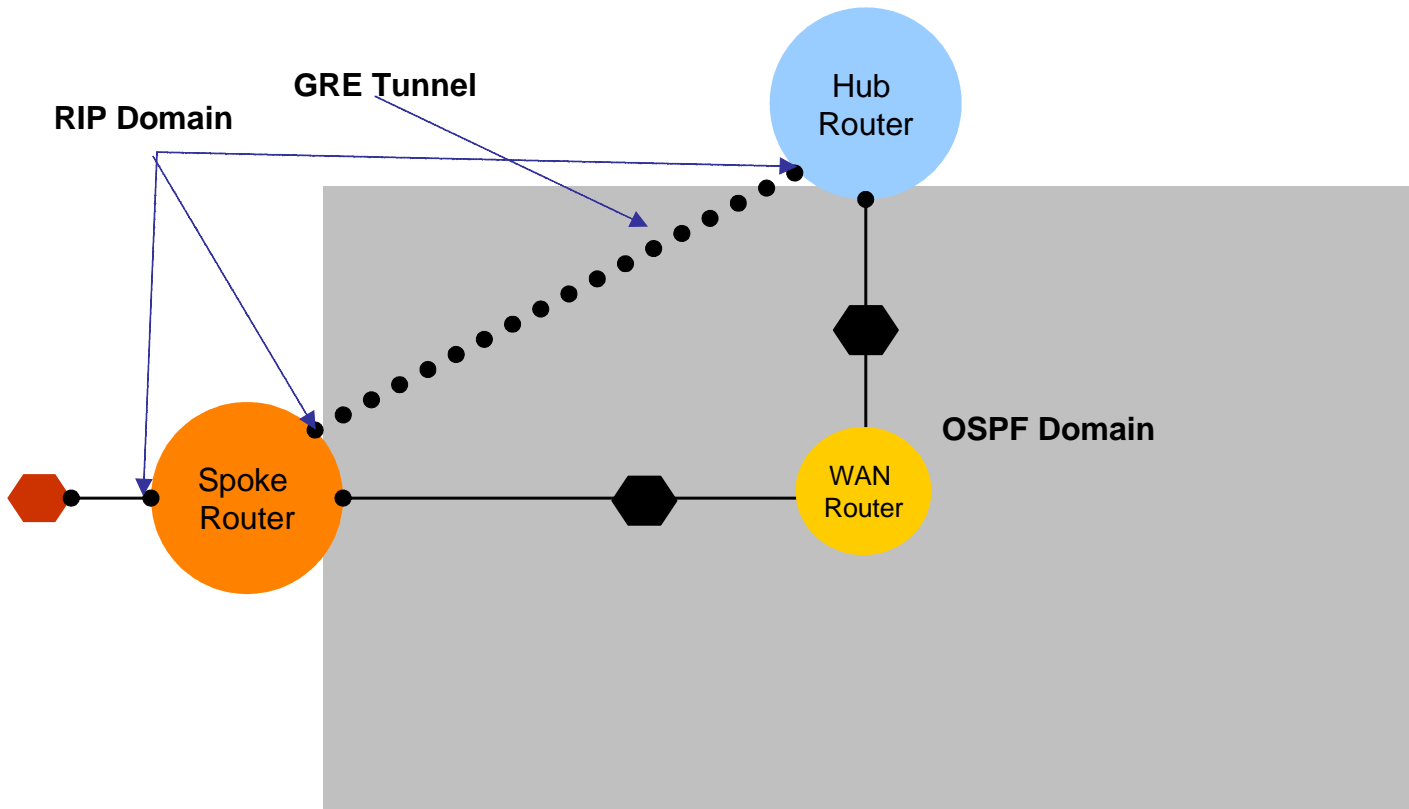 GRE Tunnel
RIP Domain
Hub
Router
OSPF Domain
Spoke
Router
WAN
Router